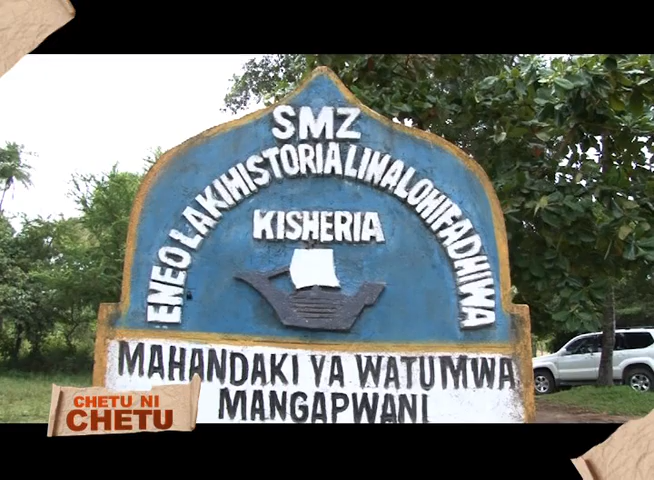 SMZ
ENEO LA KIHISTORIA LINALOHIFADHIWA
KISHERIA
MAHANDAKI YA WATUMWA
MANGAPWANI
CHETU NI
CHETU